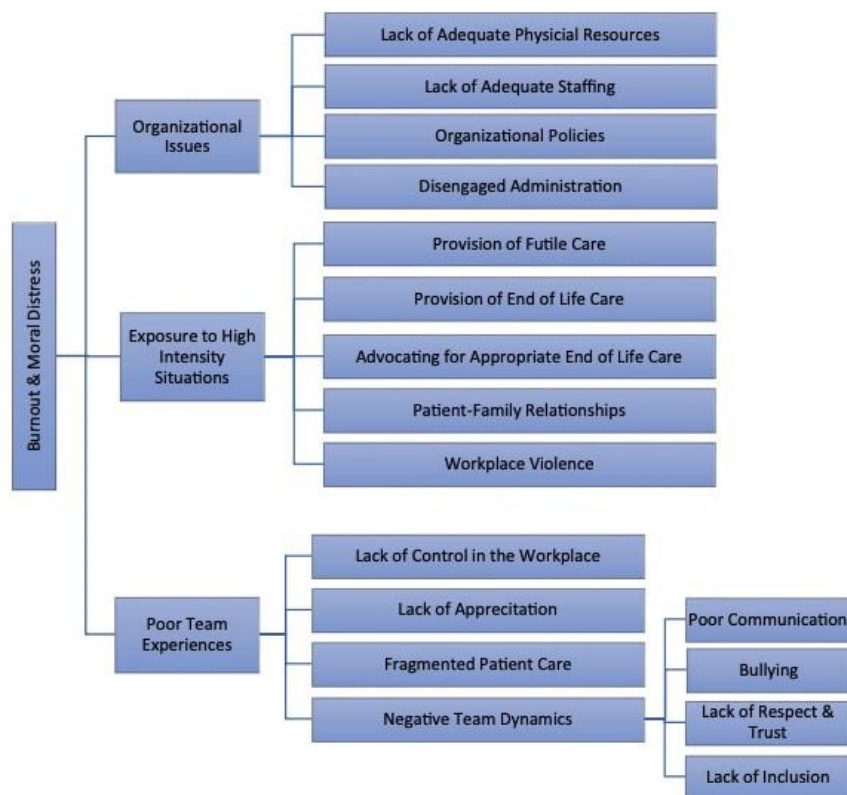 Burnout & Moral Distress
Organizational
Issues
Lack of Adequate Physicial Resources
Lack of Adequate Staffing
Organizational Policies
Disengaged Administration
Exposure to High
Intensity
Situations
Provision of Futile Care
Provision of End of Life Care
Advocating for Appropriate End of Life Care
Patient-Family Relationships
Workplace Violence
Poor Team
Experiences
Lack of Control in the Workplace
Lack of Apprecitation
Fragmented Patient Care
Negative Team Dynamics
Poor Communication
Bullying
Lack of Respect &
Trust
Lack of Inclusion